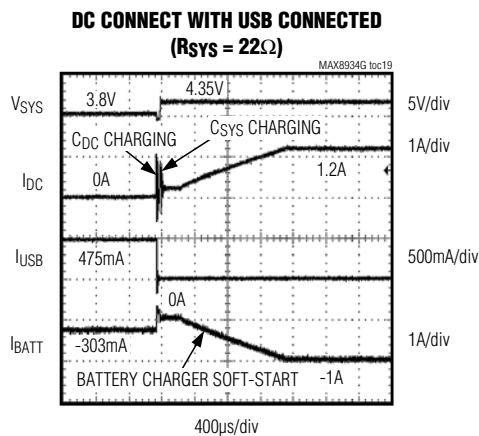 DC CONNECT WITH USB CONNECTED
(RSYS = 22Ω)
MAX8934G toc19
VSYS
3.8V
4.35V
5V/div
CDC CHARGING
CSYS CHARGING
1A/div
IDC
0A
1.2A
IUSB
475mA
500mA/div
0A
IBATT
-303mA
1A/div
BATTERY CHARGER SOFT-START
-1A
400µs/div